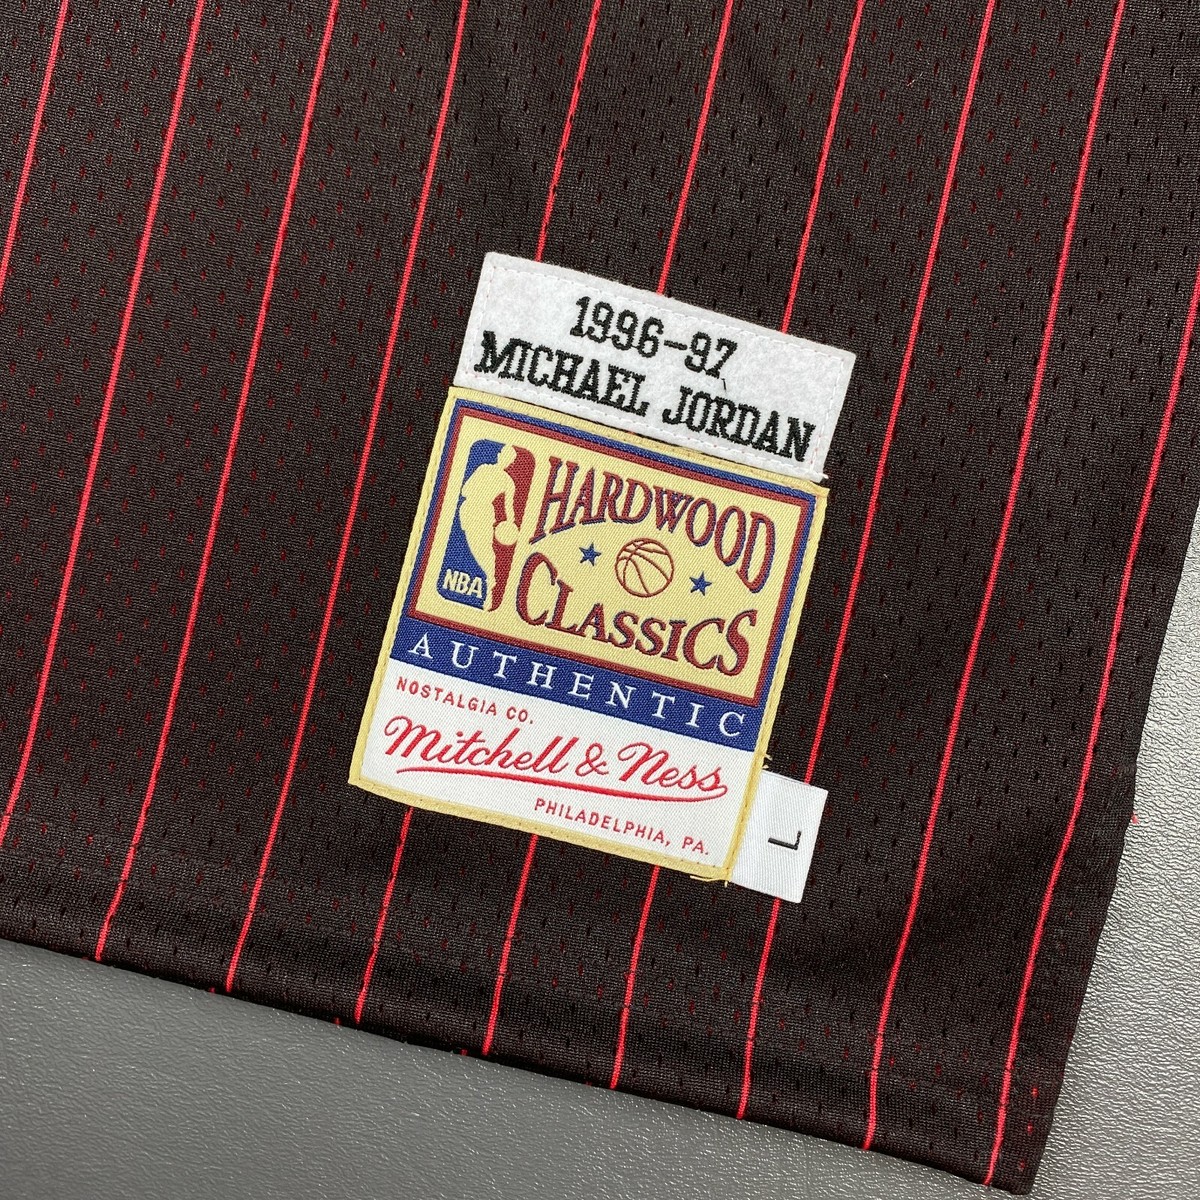 1996-97
MICHAEL JORDAN
HARDWOOD
CLASSICS
NBA
AUTHENTIC
NOSTALGIA CO.
Mitchell & Ness
PHILADELPHIA, PA.
L